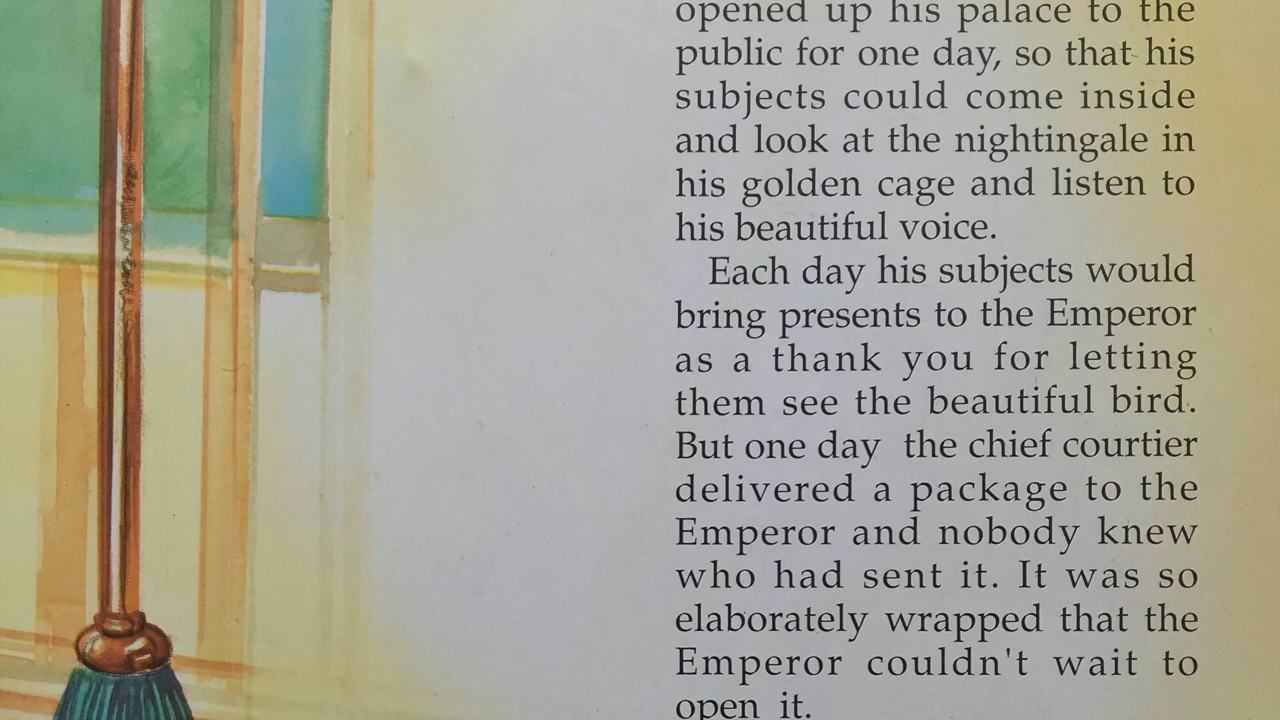 opened up his palace to the
public for one day, so that his
subjects could come inside
and look at the nightingale in
his golden cage and listen to
his beautiful voice.
Each day his subjects would
bring presents to the Emperor
as a thank you for letting
them see the beautiful bird.
But one day the chief courtier
delivered a package to the
Emperor and nobody knew
who had sent it. It was so
elaborately wrapped that the
Emperor couldn't wait to
open it.